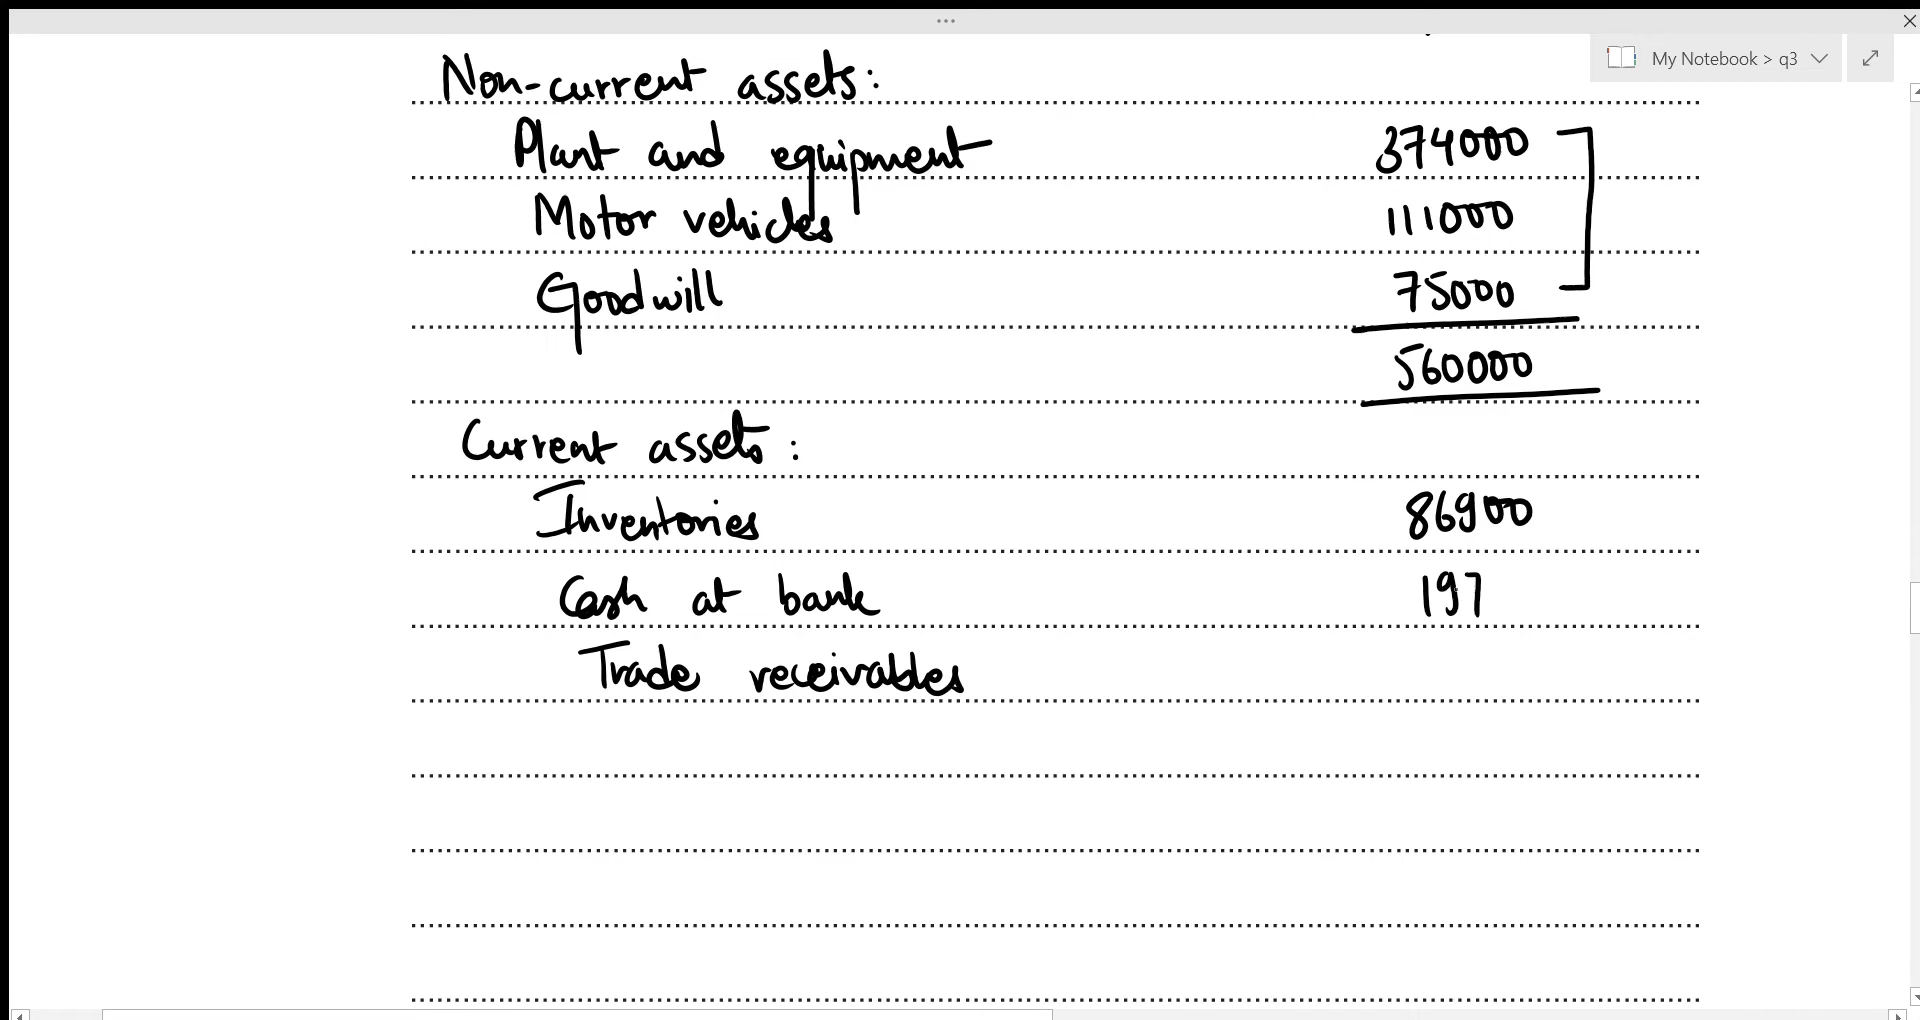 My Notebook > q3
Non-current assets:
Plant and equipment 374000
Motor vehicles 111000
Goodwill 75000
560000
Current assets:
Inventories 86900
Cash at bank 197
Trade receivables